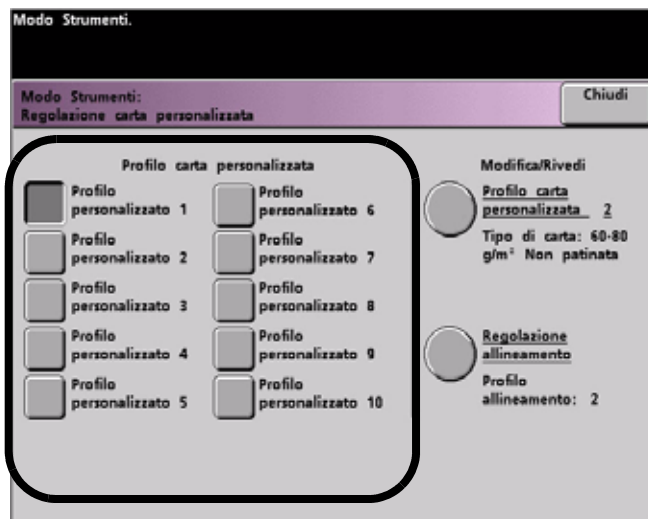 Modo Strumenti.
Modo Strumenti:
Regolazione carta personalizzata
Chiudi
Profilo carta personalizzata
Profilo
personalizzato 1
Profilo
personalizzato 2
Profilo
personalizzato 3
Profilo
personalizzato 4
Profilo
personalizzato 5
Profilo
personalizzato 6
Profilo
personalizzato 7
Profilo
personalizzato 8
Profilo
personalizzato 9
Profilo
personalizzato 10
Modifica/Rivedi
Profilo carta
personalizzata 2
Tipo di carta: 60-80
g/m² Non patinata
Regolazione
allineamento
Profilo
allineamento: 2